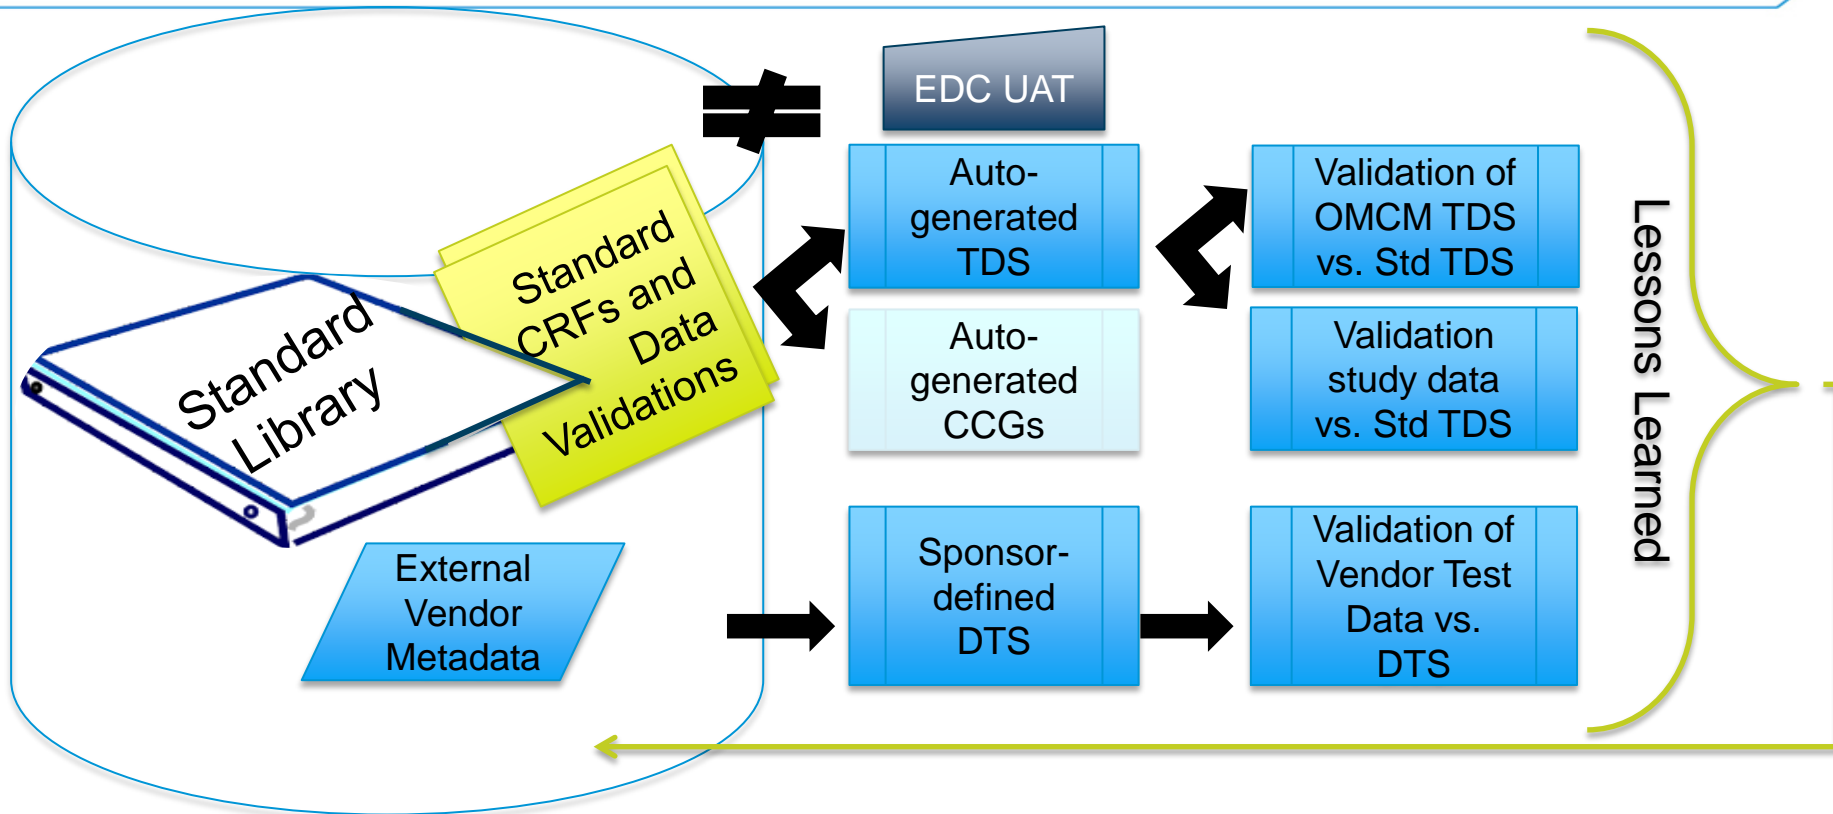 EDC UAT
Standard
Library
Standard
CRFs and
Data
Validations
External
Vendor
Metadata
Auto-
generated
TDS
Auto-
generated
CCGs
Sponsor-
defined
DTS
Validation of
OMCM TDS
vs. Std TDS
Validation
study data
vs. Std TDS
Validation of
Vendor Test
Data vs.
DTS
Lessons Learned